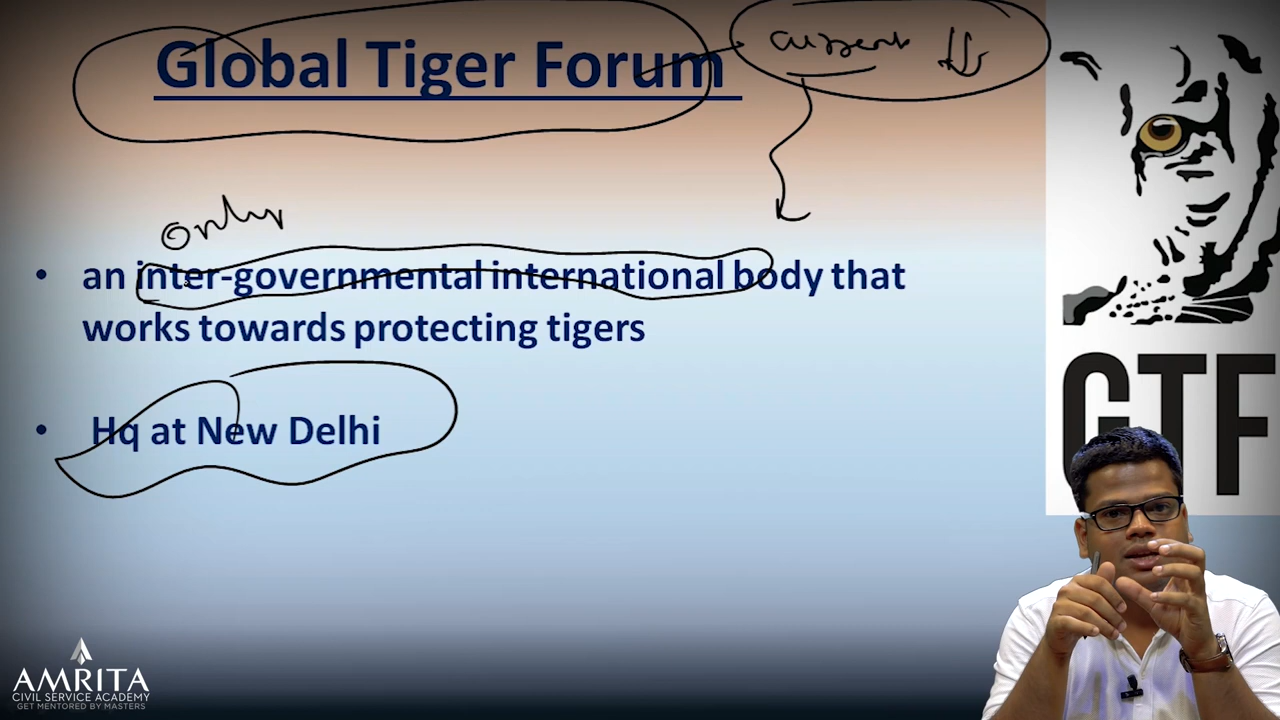 Global Tiger Forum
current
only
• an inter-governmental international body that
works towards protecting tigers
• Hq at New Delhi
GTF
AMRITA
CIVIL SERVICE ACADEMY
GET MENTORED BY MASTERS